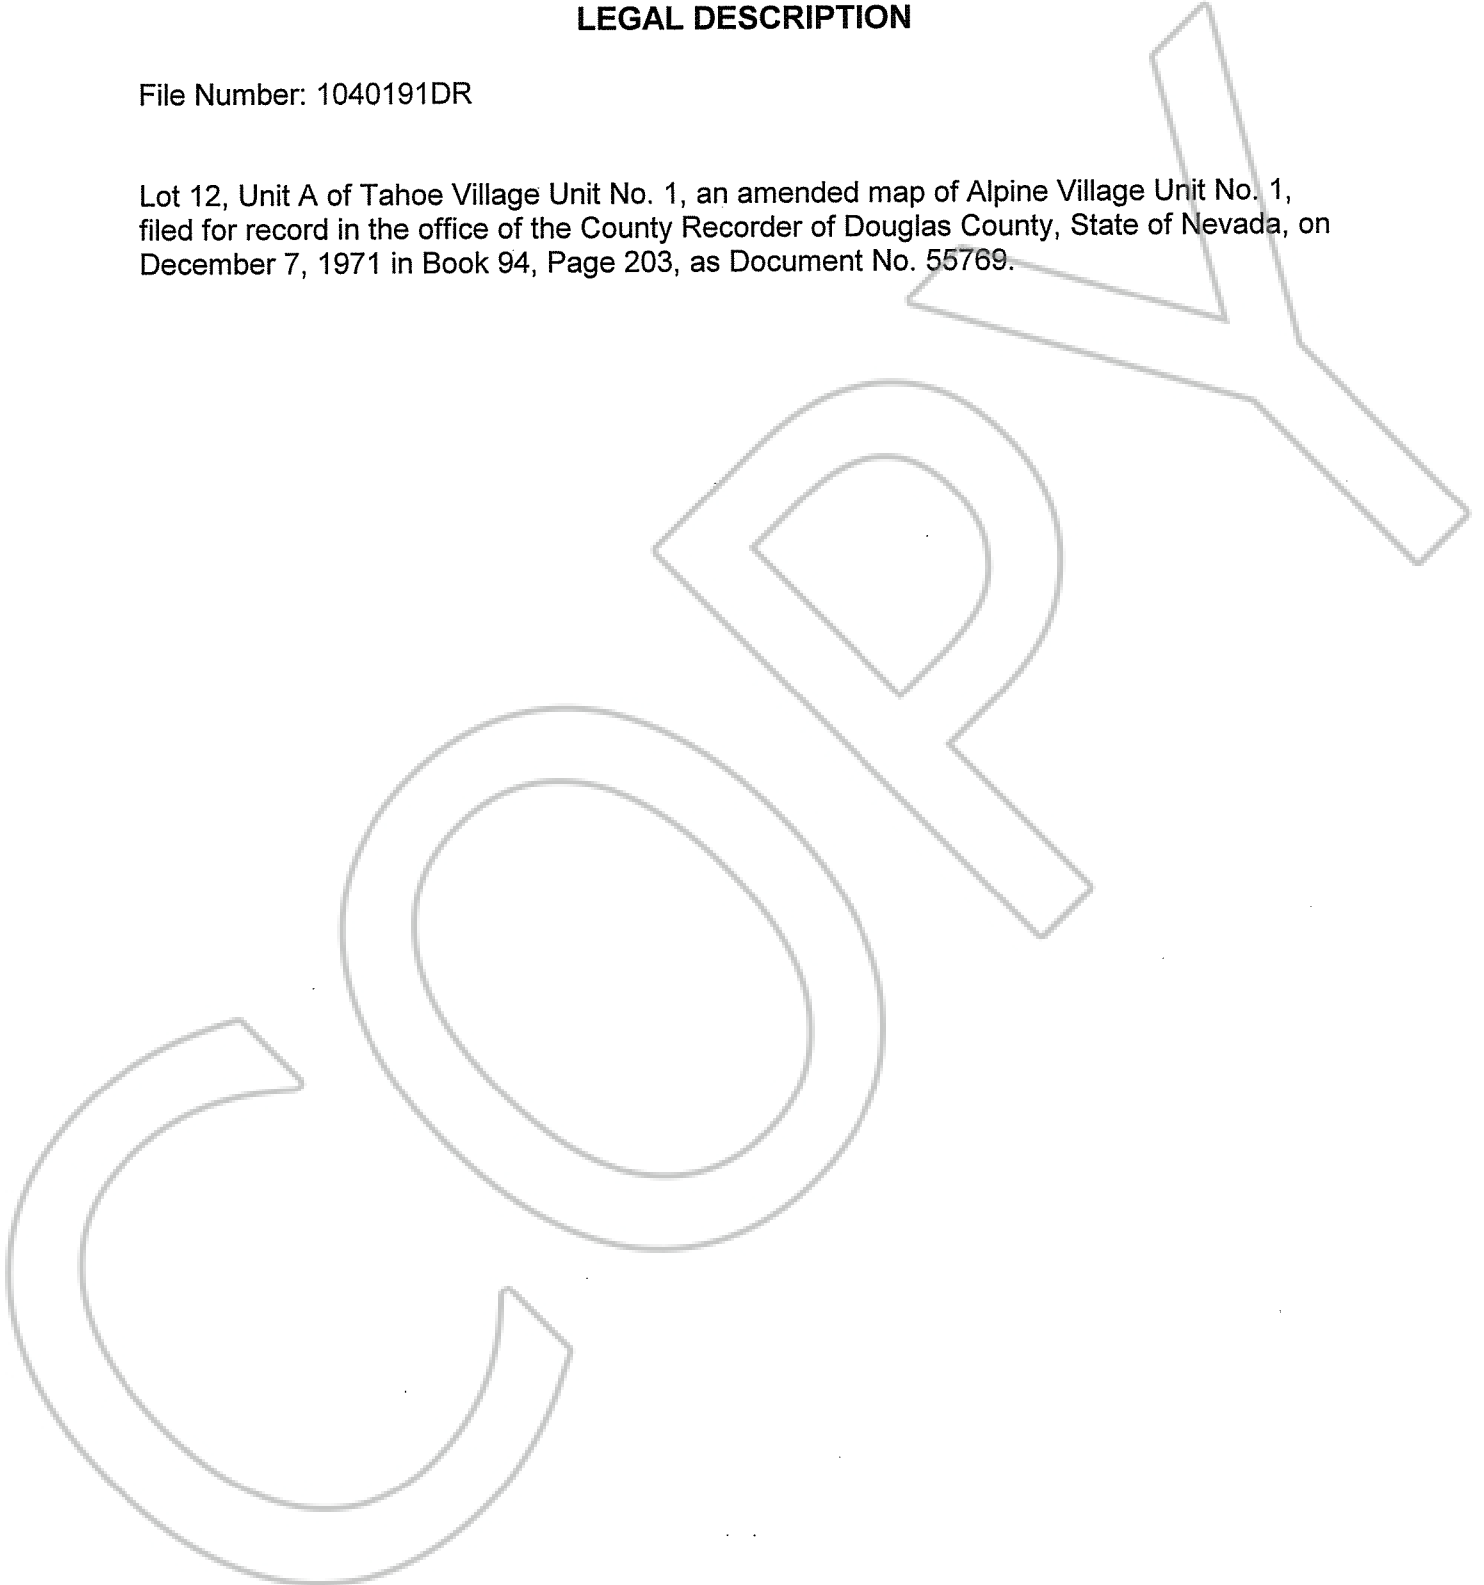 LEGAL DESCRIPTION
File Number: 1040191DR
Lot 12, Unit A of Tahoe Village Unit No. 1, an amended map of Alpine Village Unit No. 1,
filed for record in the office of the County Recorder of Douglas County, State of Nevada, on
December 7, 1971 in Book 94, Page 203, as Document No. 55769.
COPY